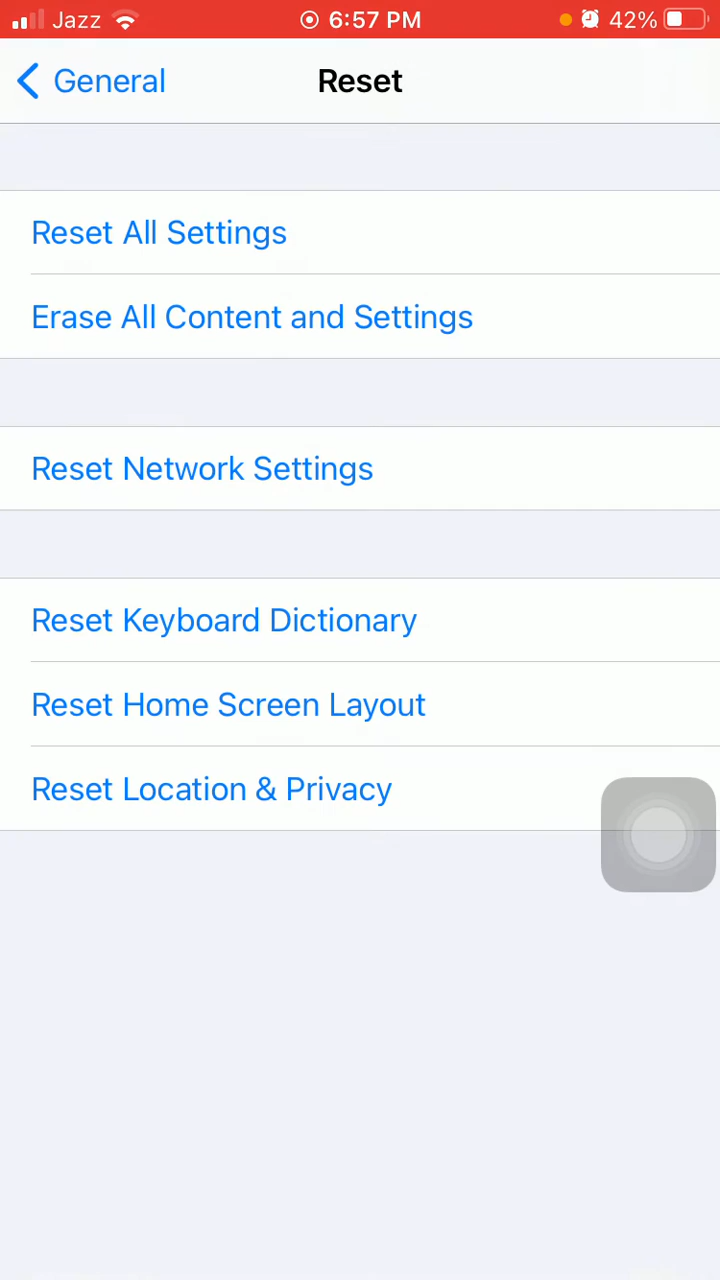 Jazz 6:57 PM 42%
General Reset
Reset All Settings
Erase All Content and Settings
Reset Network Settings
Reset Keyboard Dictionary
Reset Home Screen Layout
Reset Location & Privacy